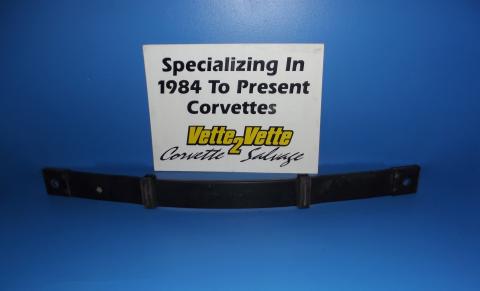 Specializing In
1984 To Present
Corvettes
Vette2Vette
Corvette Salvage